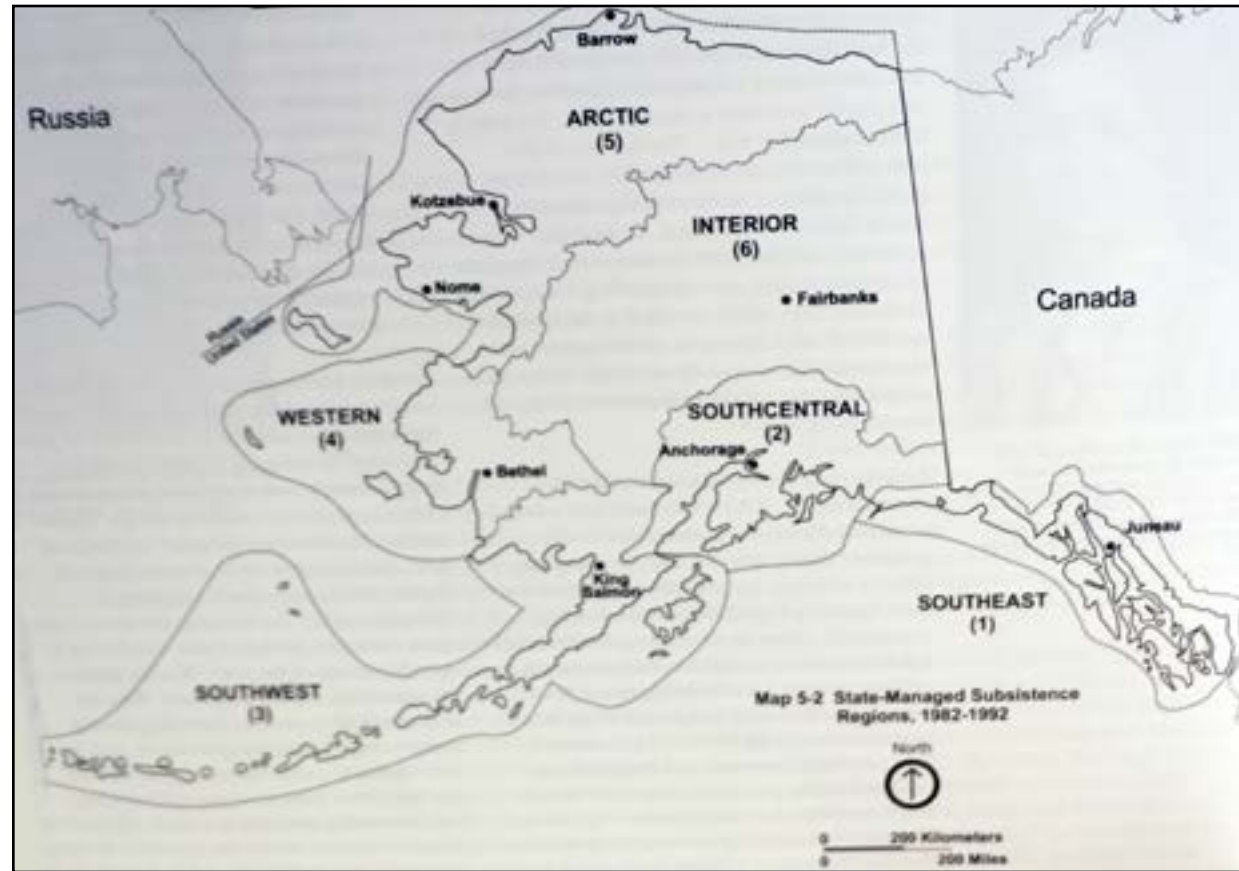 Barrow
Russia
ARCTIC
(5)
Kotzebue
INTERIOR
(6)
Nome
Fairbanks
Canada
Russia
United States
WESTERN
(4)
SOUTHCENTRAL
(2)
Anchorage
Bethel
Juneau
King
Salmon
SOUTHEAST
(1)
SOUTHWEST
(3)
Map 5-2 State-Managed Subsistence
Regions, 1982-1992
North
0 200 Kilometers
0 200 Miles